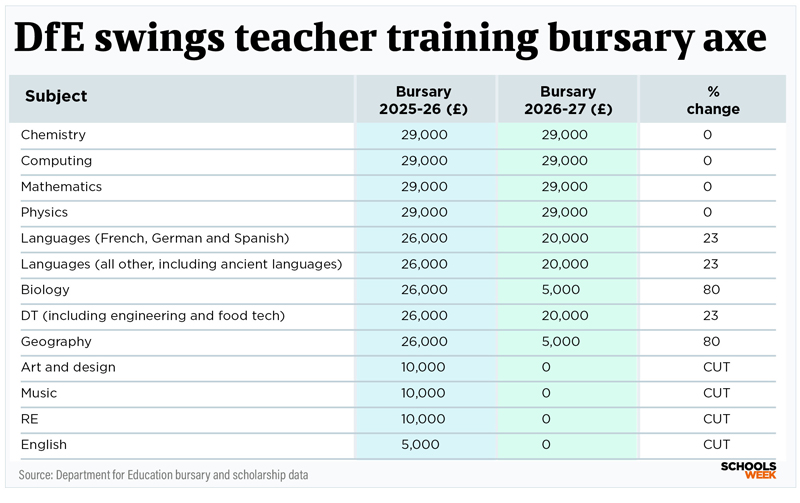 DfE swings teacher training bursary axe
Subject Bursary 2025-26 (£) Bursary 2026-27 (£) % change
Chemistry 29,000 29,000 0
Computing 29,000 29,000 0
Mathematics 29,000 29,000 0
Physics 29,000 29,000 0
Languages (French, German and Spanish) 26,000 20,000 23
Languages (all other, including ancient languages) 26,000 20,000 23
Biology 26,000 5,000 80
DT (including engineering and food tech) 26,000 20,000 23
Geography 26,000 5,000 80
Art and design 10,000 0 CUT
Music 10,000 0 CUT
RE 10,000 0 CUT
English 5,000 0 CUT
Source: Department for Education bursary and scholarship data
SCHOOLS
WEEK